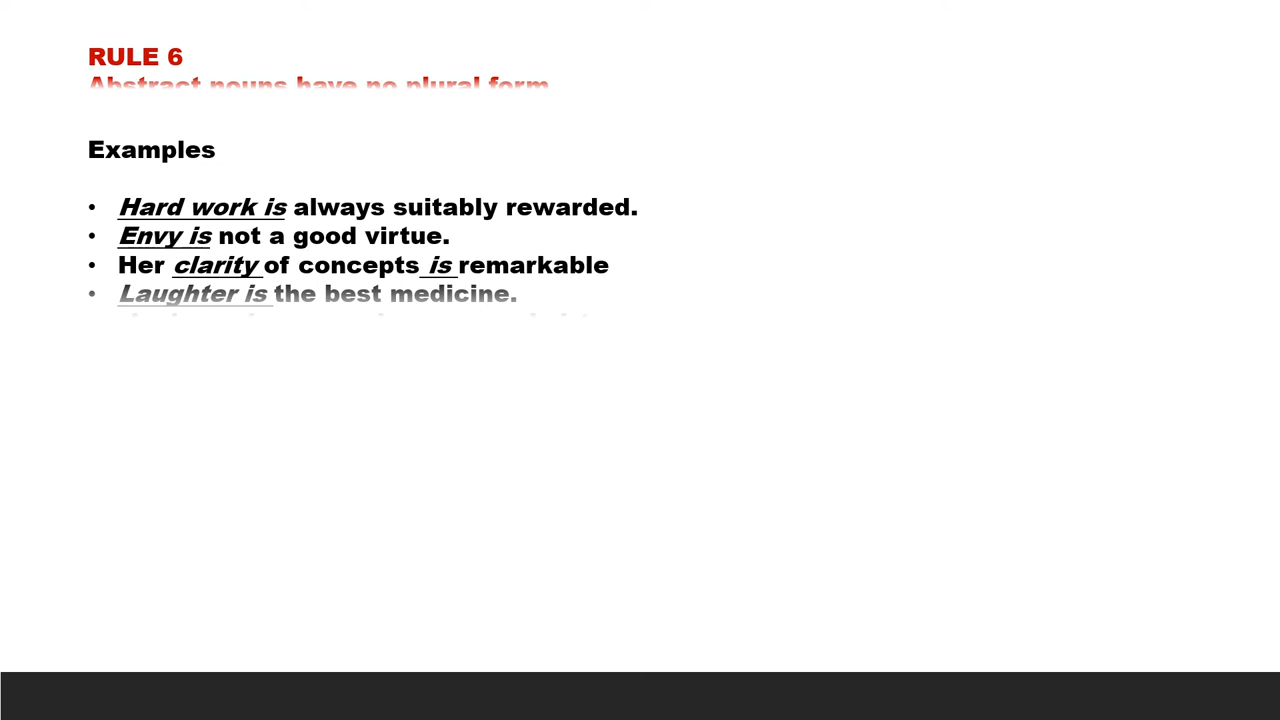 RULE 6
Abstract nouns have no plural form
Examples
• Hard work is always suitably rewarded.
• Envy is not a good virtue.
• Her clarity of concepts is remarkable
• Laughter is the best medicine.